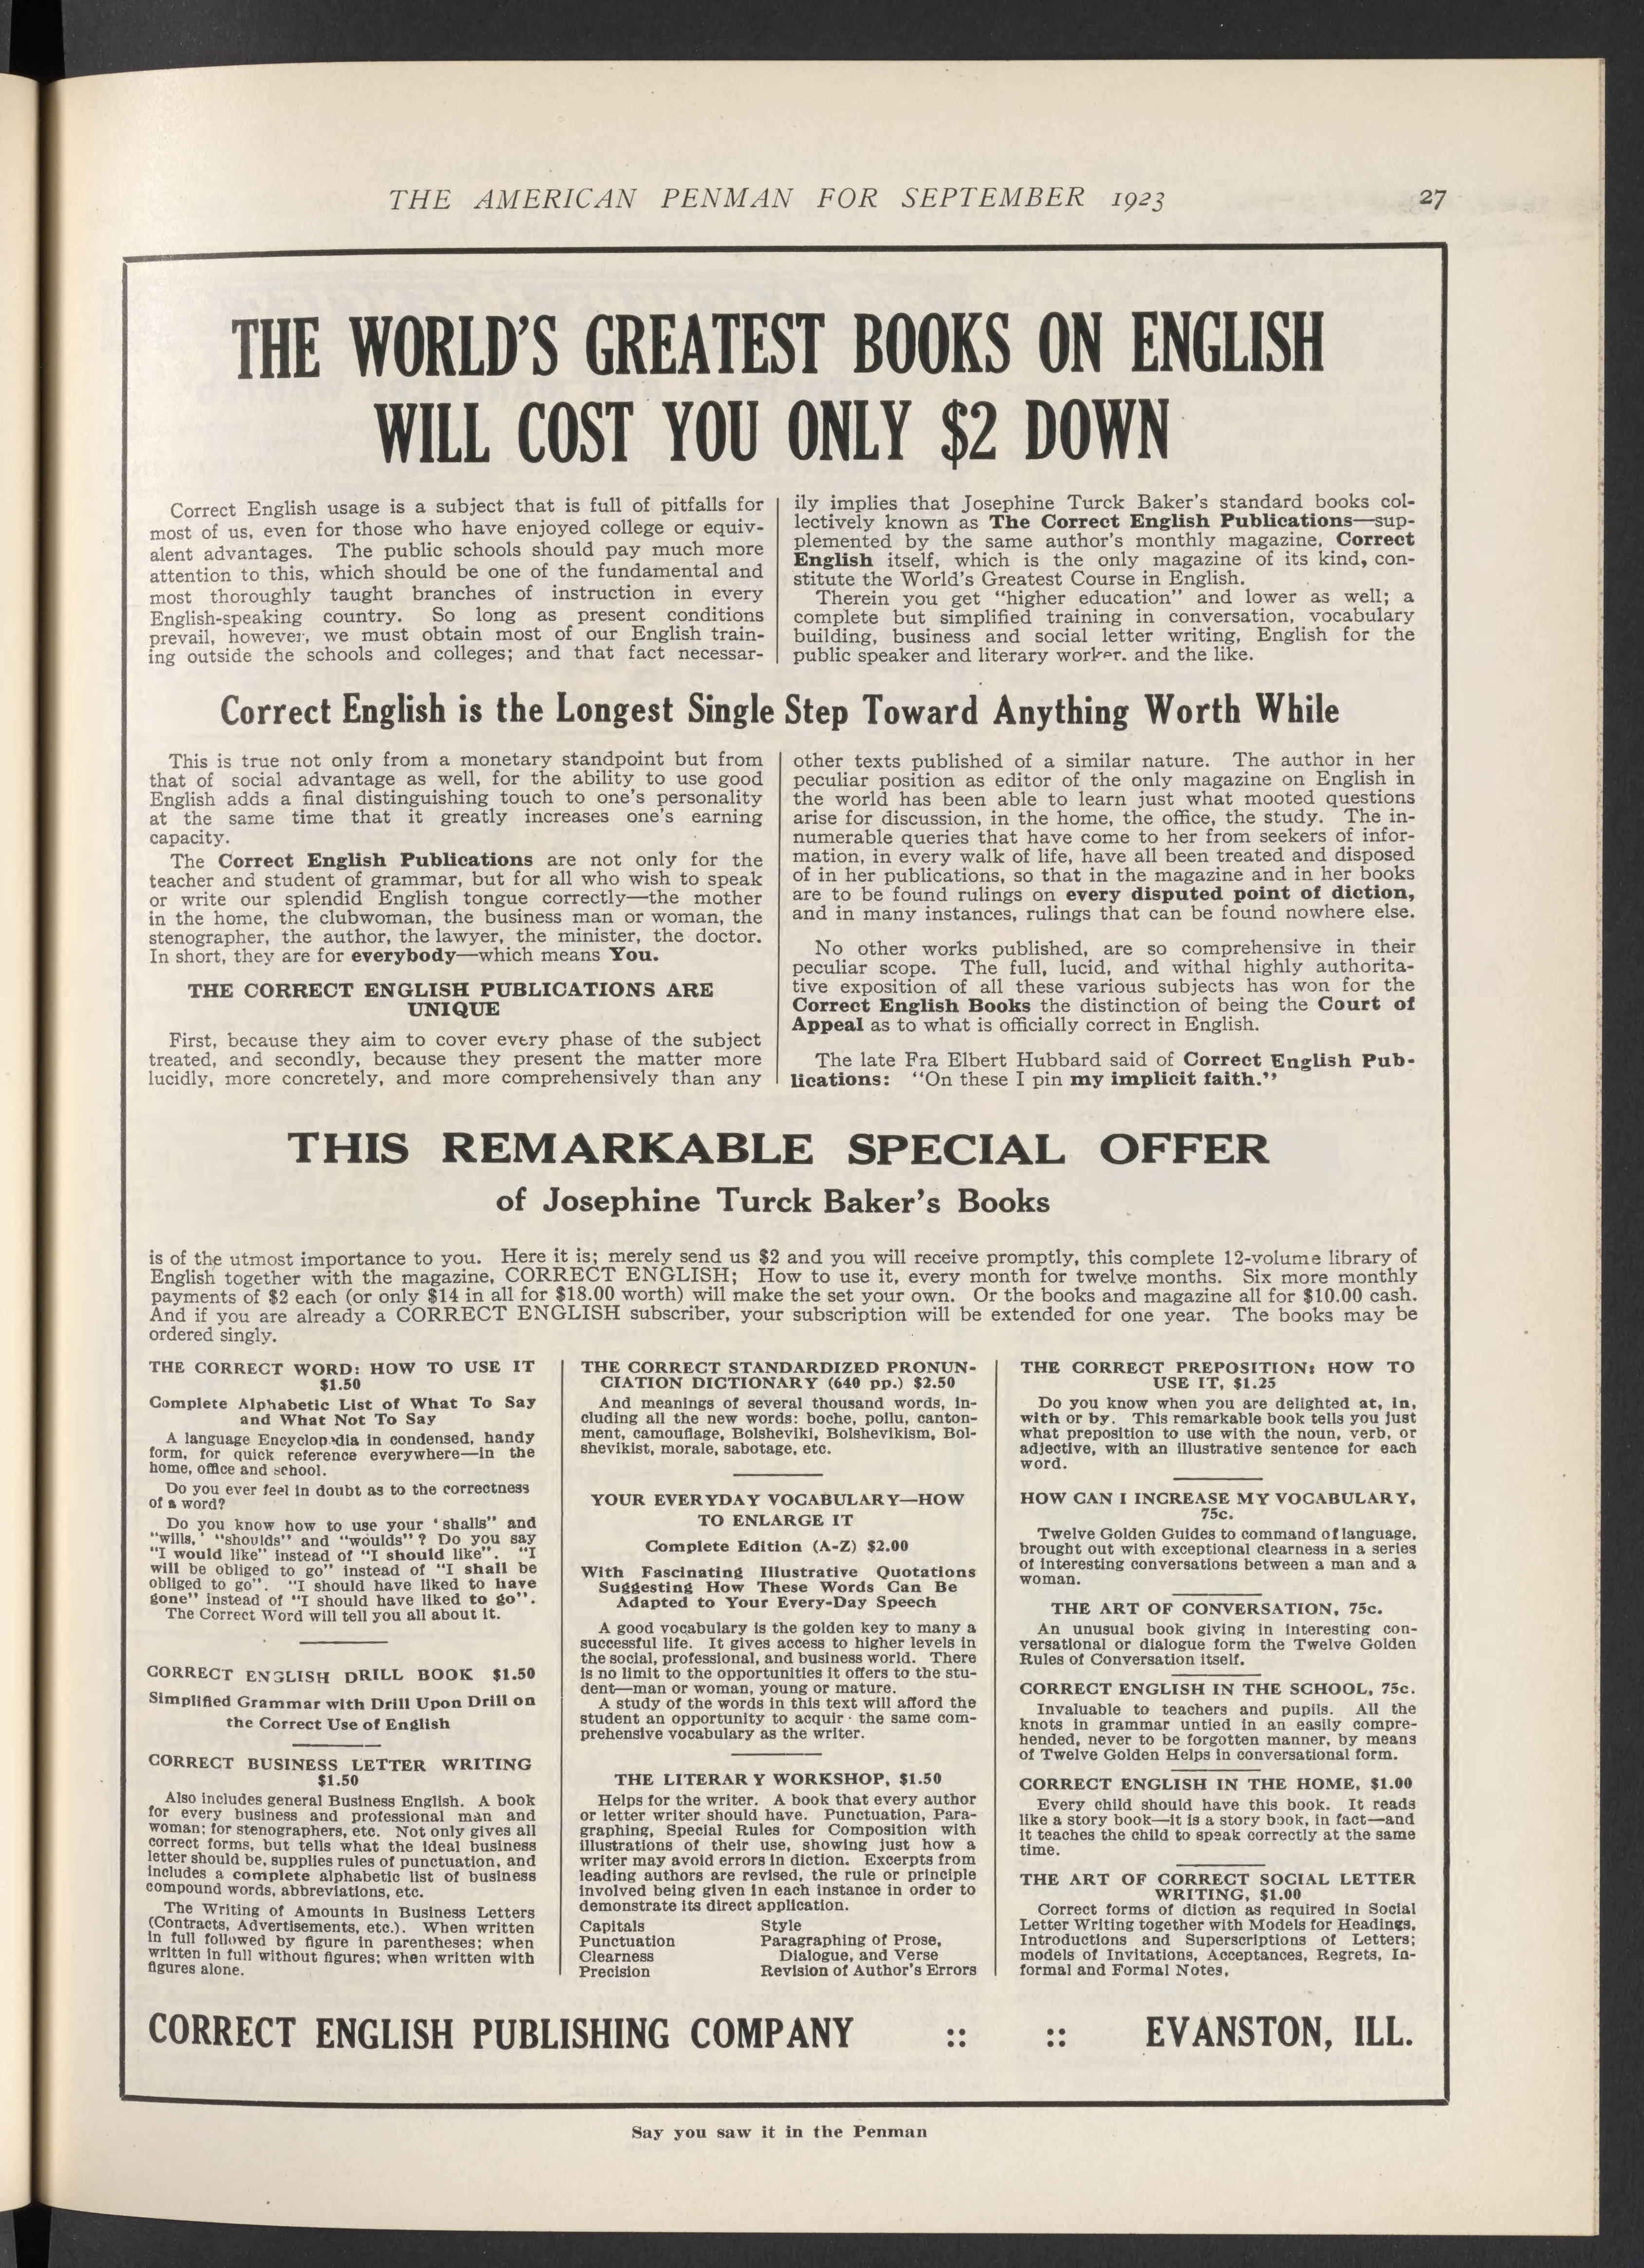 THE AMERICAN PENMAN FOR SEPTEMBER 1923
27
THE WORLD'S GREATEST BOOKS ON ENGLISH
WILL COST YOU ONLY $2 DOWN
Correct English usage is a subject that is full of pitfalls for
most of us, even for those who have enjoyed college or equiv-
alent advantages. The public schools should pay much more
attention to this, which should be one of the fundamental and
most thoroughly taught branches of instruction in every
English-speaking country. So long as present conditions
prevail, however, we must obtain most of our English train-
ing outside the schools and colleges; and that fact necessar-
ily implies that Josephine Turck Baker's standard books col-
lectively known as The Correct English Publications—sup-
plemented by the same author's monthly magazine, Correct
English itself, which is the only magazine of its kind, con-
stitute the World's Greatest Course in English.
Therein you get "higher education" and lower as well; a
complete but simplified training in conversation, vocabulary
building, business and social letter writing, English for the
public speaker and literary worker. and the like.
Correct English is the Longest Single Step Toward Anything Worth While
This is true not only from a monetary standpoint but from
that of social advantage as well, for the ability to use good
English adds a final distinguishing touch to one's personality
at the same time that it greatly increases one's earning
capacity.
The Correct English Publications are not only for the
teacher and student of grammar, but for all who wish to speak
or write our splendid English tongue correctly—the mother
in the home, the clubwoman, the business man or woman, the
stenographer, the author, the lawyer, the minister, the doctor.
In short, they are for everybody—which means You.
THE CORRECT ENGLISH PUBLICATIONS ARE
UNIQUE
First, because they aim to cover every phase of the subject
treated, and secondly, because they present the matter more
lucidly, more concretely, and more comprehensively than any
other texts published of a similar nature. The author in her
peculiar position as editor of the only magazine on English in
the world has been able to learn just what mooted questions
arise for discussion, in the home, the office, the study. The in-
numerable queries that have come to her from seekers of infor-
mation, in every walk of life, have all been treated and disposed
of in her publications, so that in the magazine and in her books
are to be found rulings on every disputed point of diction,
and in many instances, rulings that can be found nowhere else.
No other works published, are so comprehensive in their
peculiar scope. The full, lucid, and withal highly authorita-
tive exposition of all these various subjects has won for the
Correct English Books the distinction of being the Court of
Appeal as to what is officially correct in English.
The late Fra Elbert Hubbard said of Correct English Pub-
lications: "On these I pin my implicit faith."
THIS REMARKABLE SPECIAL OFFER
of Josephine Turck Baker's Books
is of the utmost importance to you. Here it is; merely send us $2 and you will receive promptly, this complete 12-volume library of
English together with the magazine, CORRECT ENGLISH; How to use it, every month for twelve months. Six more monthly
payments of $2 each (or only $14 in all for $18.00 worth) will make the set your own. Or the books and magazine all for $10.00 cash.
And if you are already a CORRECT ENGLISH subscriber, your subscription will be extended for one year. The books may be
ordered singly.
THE CORRECT WORD: HOW TO USE IT
$1.50
Complete Alphabetic List of What To Say
and What Not To Say
A language Encyclopædia in condensed, handy
form, for quick reference everywhere—in the
home, office and school.
Do you ever feel in doubt as to the correctness
of a word?
Do you know how to use your 'shalls" and
"wills,' "shoulds" and "woulds"? Do you say
"I would like" instead of "I should like". "I
will be obliged to go" instead of "I shall be
obliged to go". "I should have liked to have
gone" instead of "I should have liked to go".
The Correct Word will tell you all about it.
CORRECT ENGLISH DRILL BOOK $1.50
Simplified Grammar with Drill Upon Drill on
the Correct Use of English
CORRECT BUSINESS LETTER WRITING
$1.50
Also includes general Business English. A book
for every business and professional man and
woman; for stenographers, etc. Not only gives all
correct forms, but tells what the ideal business
letter should be, supplies rules of punctuation, and
includes a complete alphabetic list of business
compound words, abbreviations, etc.
The Writing of Amounts in Business Letters
(Contracts, Advertisements, etc.). When written
in full followed by figure in parentheses; when
written in full without figures; when written with
figures alone.
THE CORRECT STANDARDIZED PRONUN-
CIATION DICTIONARY (640 pp.) $2.50
And meanings of several thousand words, in-
cluding all the new words: boche, poilu, canton-
ment, camouflage, Bolsheviki, Bolshevikism, Bol-
shevikist, morale, sabotage, etc.
YOUR EVERYDAY VOCABULARY—HOW
TO ENLARGE IT
Complete Edition (A-Z) $2.00
With Fascinating Illustrative Quotations
Suggesting How These Words Can Be
Adapted to Your Every-Day Speech
A good vocabulary is the golden key to many a
successful life. It gives access to higher levels in
the social, professional, and business world. There
is no limit to the opportunities it offers to the stu-
dent—man or woman, young or mature.
A study of the words in this text will afford the
student an opportunity to acquir the same com-
prehensive vocabulary as the writer.
THE LITERARY WORKSHOP, $1.50
Helps for the writer. A book that every author
or letter writer should have. Punctuation, Para-
graphing, Special Rules for Composition with
illustrations of their use, showing just how a
writer may avoid errors in diction. Excerpts from
leading authors are revised, the rule or principle
involved being given in each instance in order to
demonstrate its direct application.
Capitals Style
Punctuation Paragraphing of Prose,
Clearness Dialogue, and Verse
Precision Revision of Author's Errors
THE CORRECT PREPOSITION: HOW TO
USE IT, $1.25
Do you know when you are delighted at, in,
with or by. This remarkable book tells you just
what preposition to use with the noun, verb, or
adjective, with an illustrative sentence for each
word.
HOW CAN I INCREASE MY VOCABULARY,
75c.
Twelve Golden Guides to command of language,
brought out with exceptional clearness in a series
of interesting conversations between a man and a
woman.
THE ART OF CONVERSATION, 75c.
An unusual book giving in interesting con-
versational or dialogue form the Twelve Golden
Rules of Conversation itself.
CORRECT ENGLISH IN THE SCHOOL, 75c.
Invaluable to teachers and pupils. All the
knots in grammar untied in an easily compre-
hended, never to be forgotten manner, by means
of Twelve Golden Helps in conversational form.
CORRECT ENGLISH IN THE HOME, $1.00
Every child should have this book. It reads
like a story book—it is a story book, in fact—and
it teaches the child to speak correctly at the same
time.
THE ART OF CORRECT SOCIAL LETTER
WRITING, $1.00
Correct forms of diction as required in Social
Letter Writing together with Models for Headings,
Introductions and Superscriptions of Letters;
models of Invitations, Acceptances, Regrets, In-
formal and Formal Notes,
CORRECT ENGLISH PUBLISHING COMPANY :: :: EVANSTON, ILL.
Say you saw it in the Penman